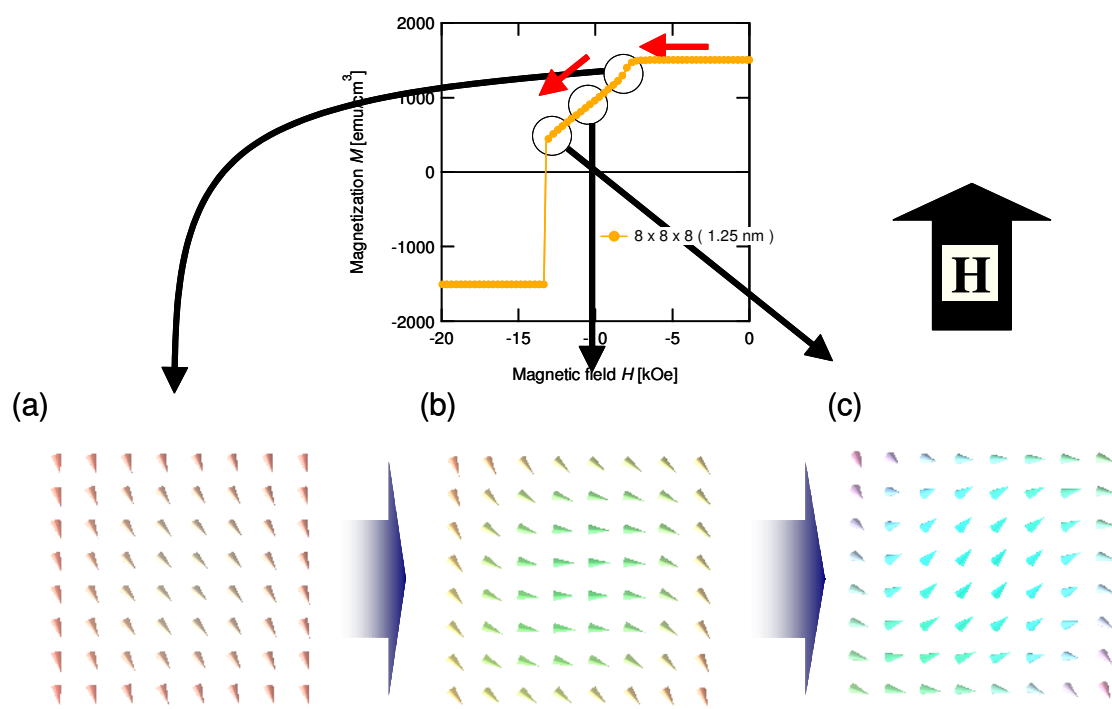 2000
1000
0
-1000
-2000
Magnetization M [emu/cm³]
8 x 8 x 8 ( 1.25 nm )
-20 -15 -10 -5 0
Magnetic field H [kOe]
H
(a) (b) (c)